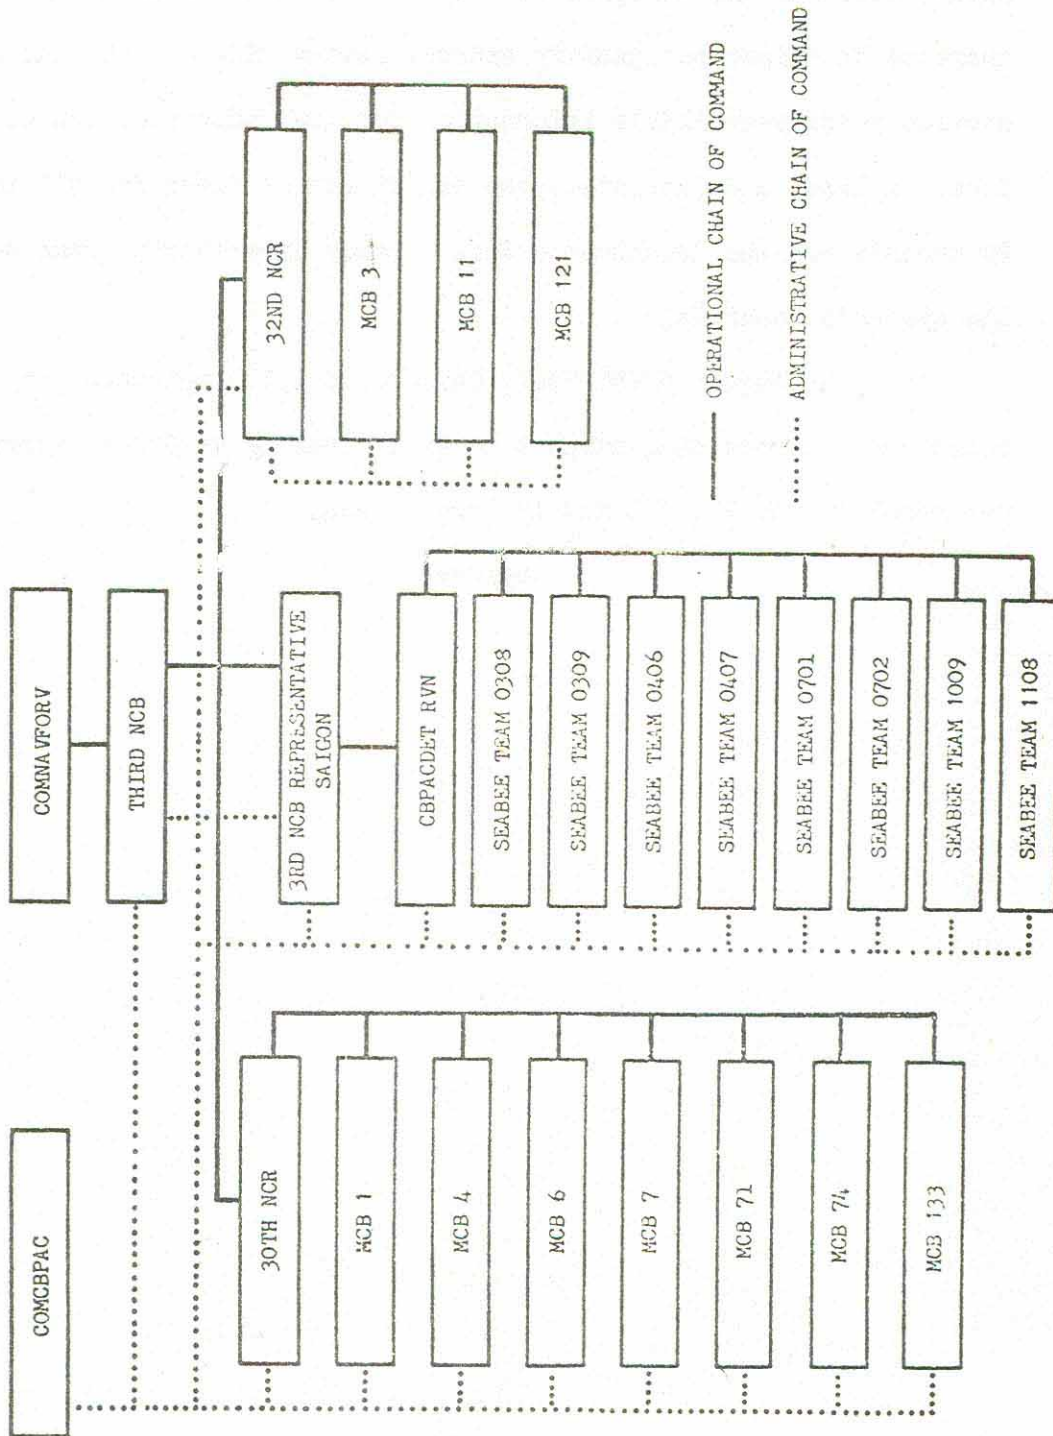 COMCBPAC
COMNAVFORV
THIRD NCB
3RD NCB REPRESENTATIVE
SAIGON
30TH NCR
MCB 1
MCB 4
MCB 6
MCB 7
MCB 71
MCB 74
MCB 133
CBPACDET RVN
SEABEE TEAM 0308
SEABEE TEAM 0309
SEABEE TEAM 0406
SEABEE TEAM 0407
SEABEE TEAM 0701
SEABEE TEAM 0702
SEABEE TEAM 1009
SEABEE TEAM 1108
32ND NCR
MCB 3
MCB 11
MCB 121
OPERATIONAL CHAIN OF COMMAND
ADMINISTRATIVE CHAIN OF COMMAND